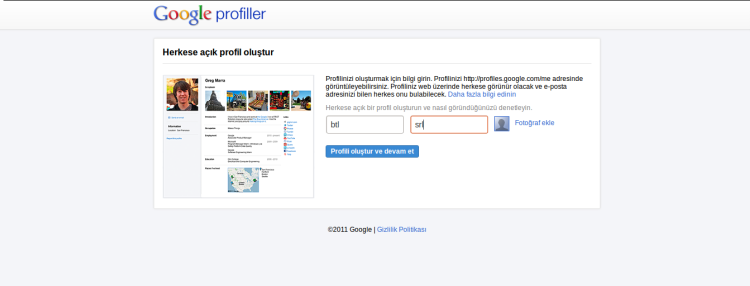 Google profiller
Herkese açık profil oluştur
Greg Marra
Profilinizi oluşturmak için bilgi girin. Profilinizi http://profiles.google.com/me adresinde
görüntüleyebilirsiniz. Profiliniz web üzerinde herkese görünür olacak ve e-posta
adresinizi bilen herkes onu bulabilecek. Daha fazla bilgi edinin
Herkese açık bir profil oluşturun ve nasıl göründüğünüzü denetleyin.
btl
srl
Fotoğraf ekle
Profili oluştur ve devam et
©2011 Google | Gizlilik Politikası